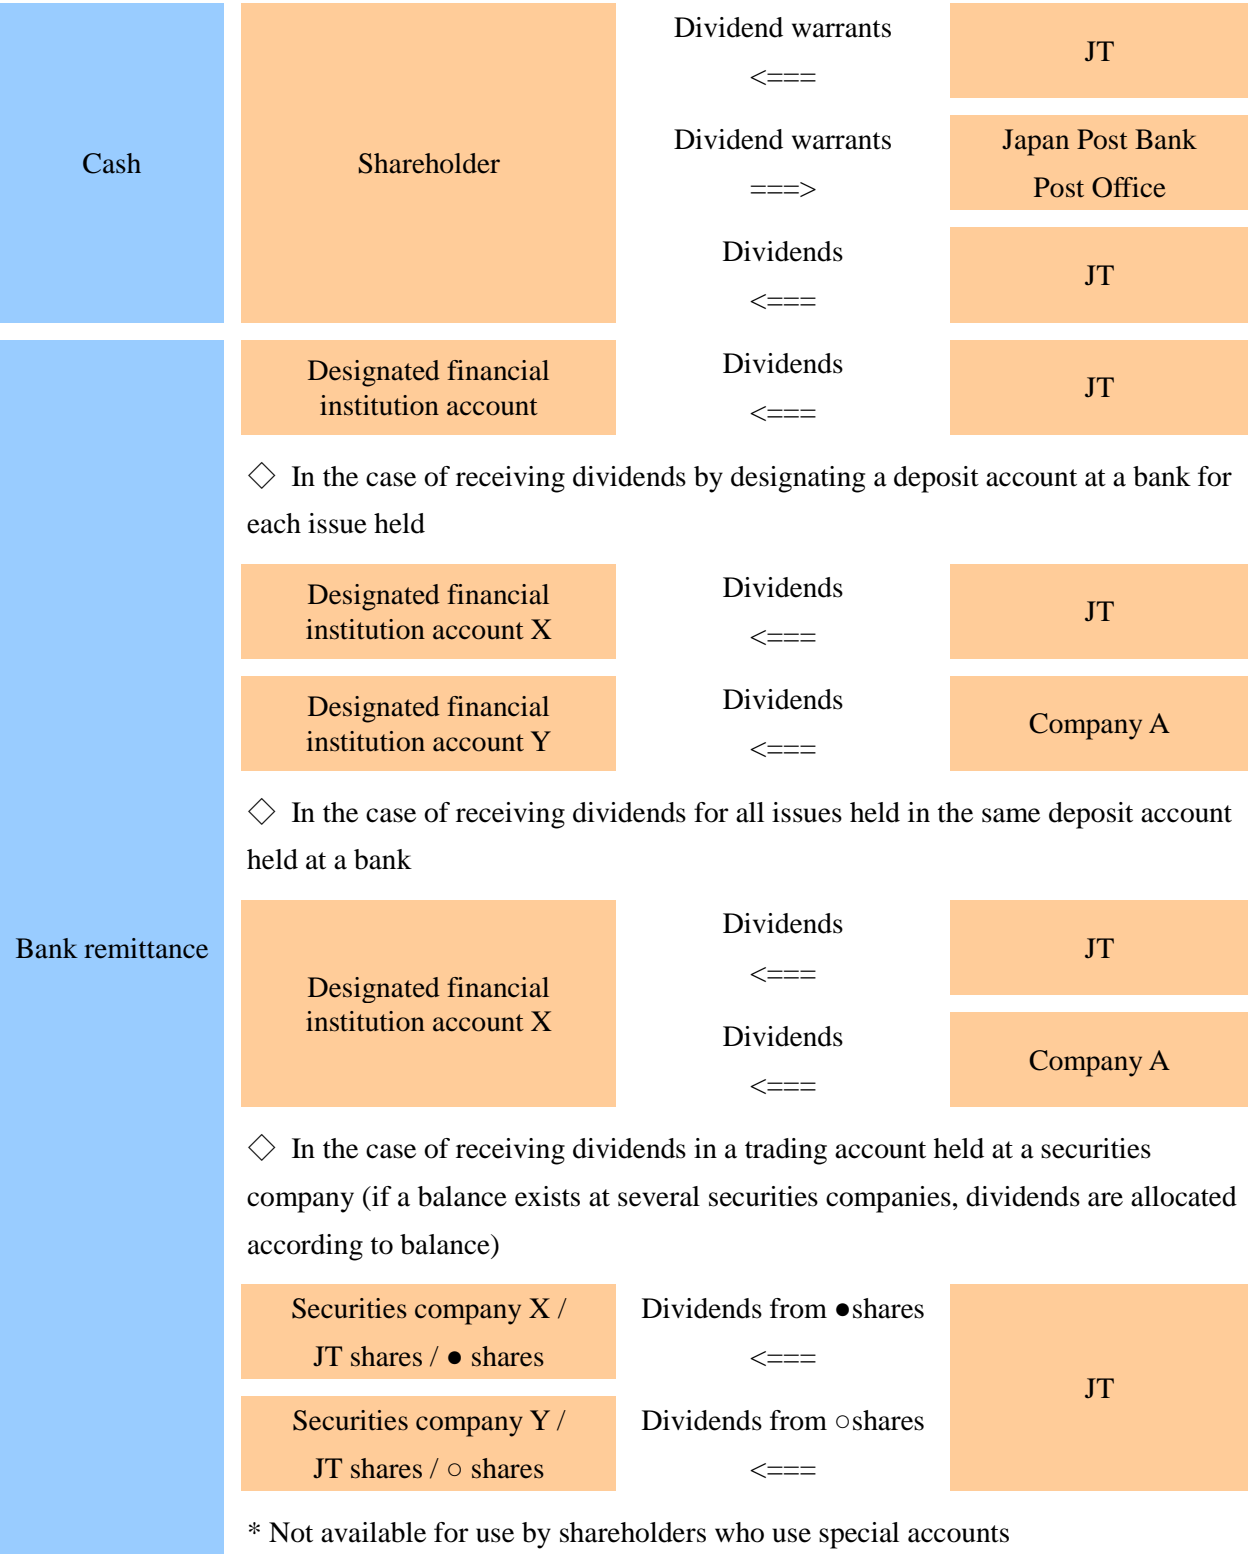 Cash
Shareholder
Dividend warrants
<===
JT
Dividend warrants
===>
Japan Post Bank
Post Office
Dividends
<===
JT
Bank remittance
Designated financial
institution account
Dividends
<===
JT
◇ In the case of receiving dividends by designating a deposit account at a bank for
each issue held
Designated financial
institution account X
Dividends
<===
JT
Designated financial
institution account Y
Dividends
<===
Company A
◇ In the case of receiving dividends for all issues held in the same deposit account
held at a bank
Designated financial
institution account X
Dividends
<===
JT
Dividends
<===
Company A
◇ In the case of receiving dividends in a trading account held at a securities
company (if a balance exists at several securities companies, dividends are allocated
according to balance)
Securities company X /
JT shares / ● shares
Dividends from ●shares
<===
JT
Securities company Y /
JT shares / ○ shares
Dividends from ○shares
<===
* Not available for use by shareholders who use special accounts